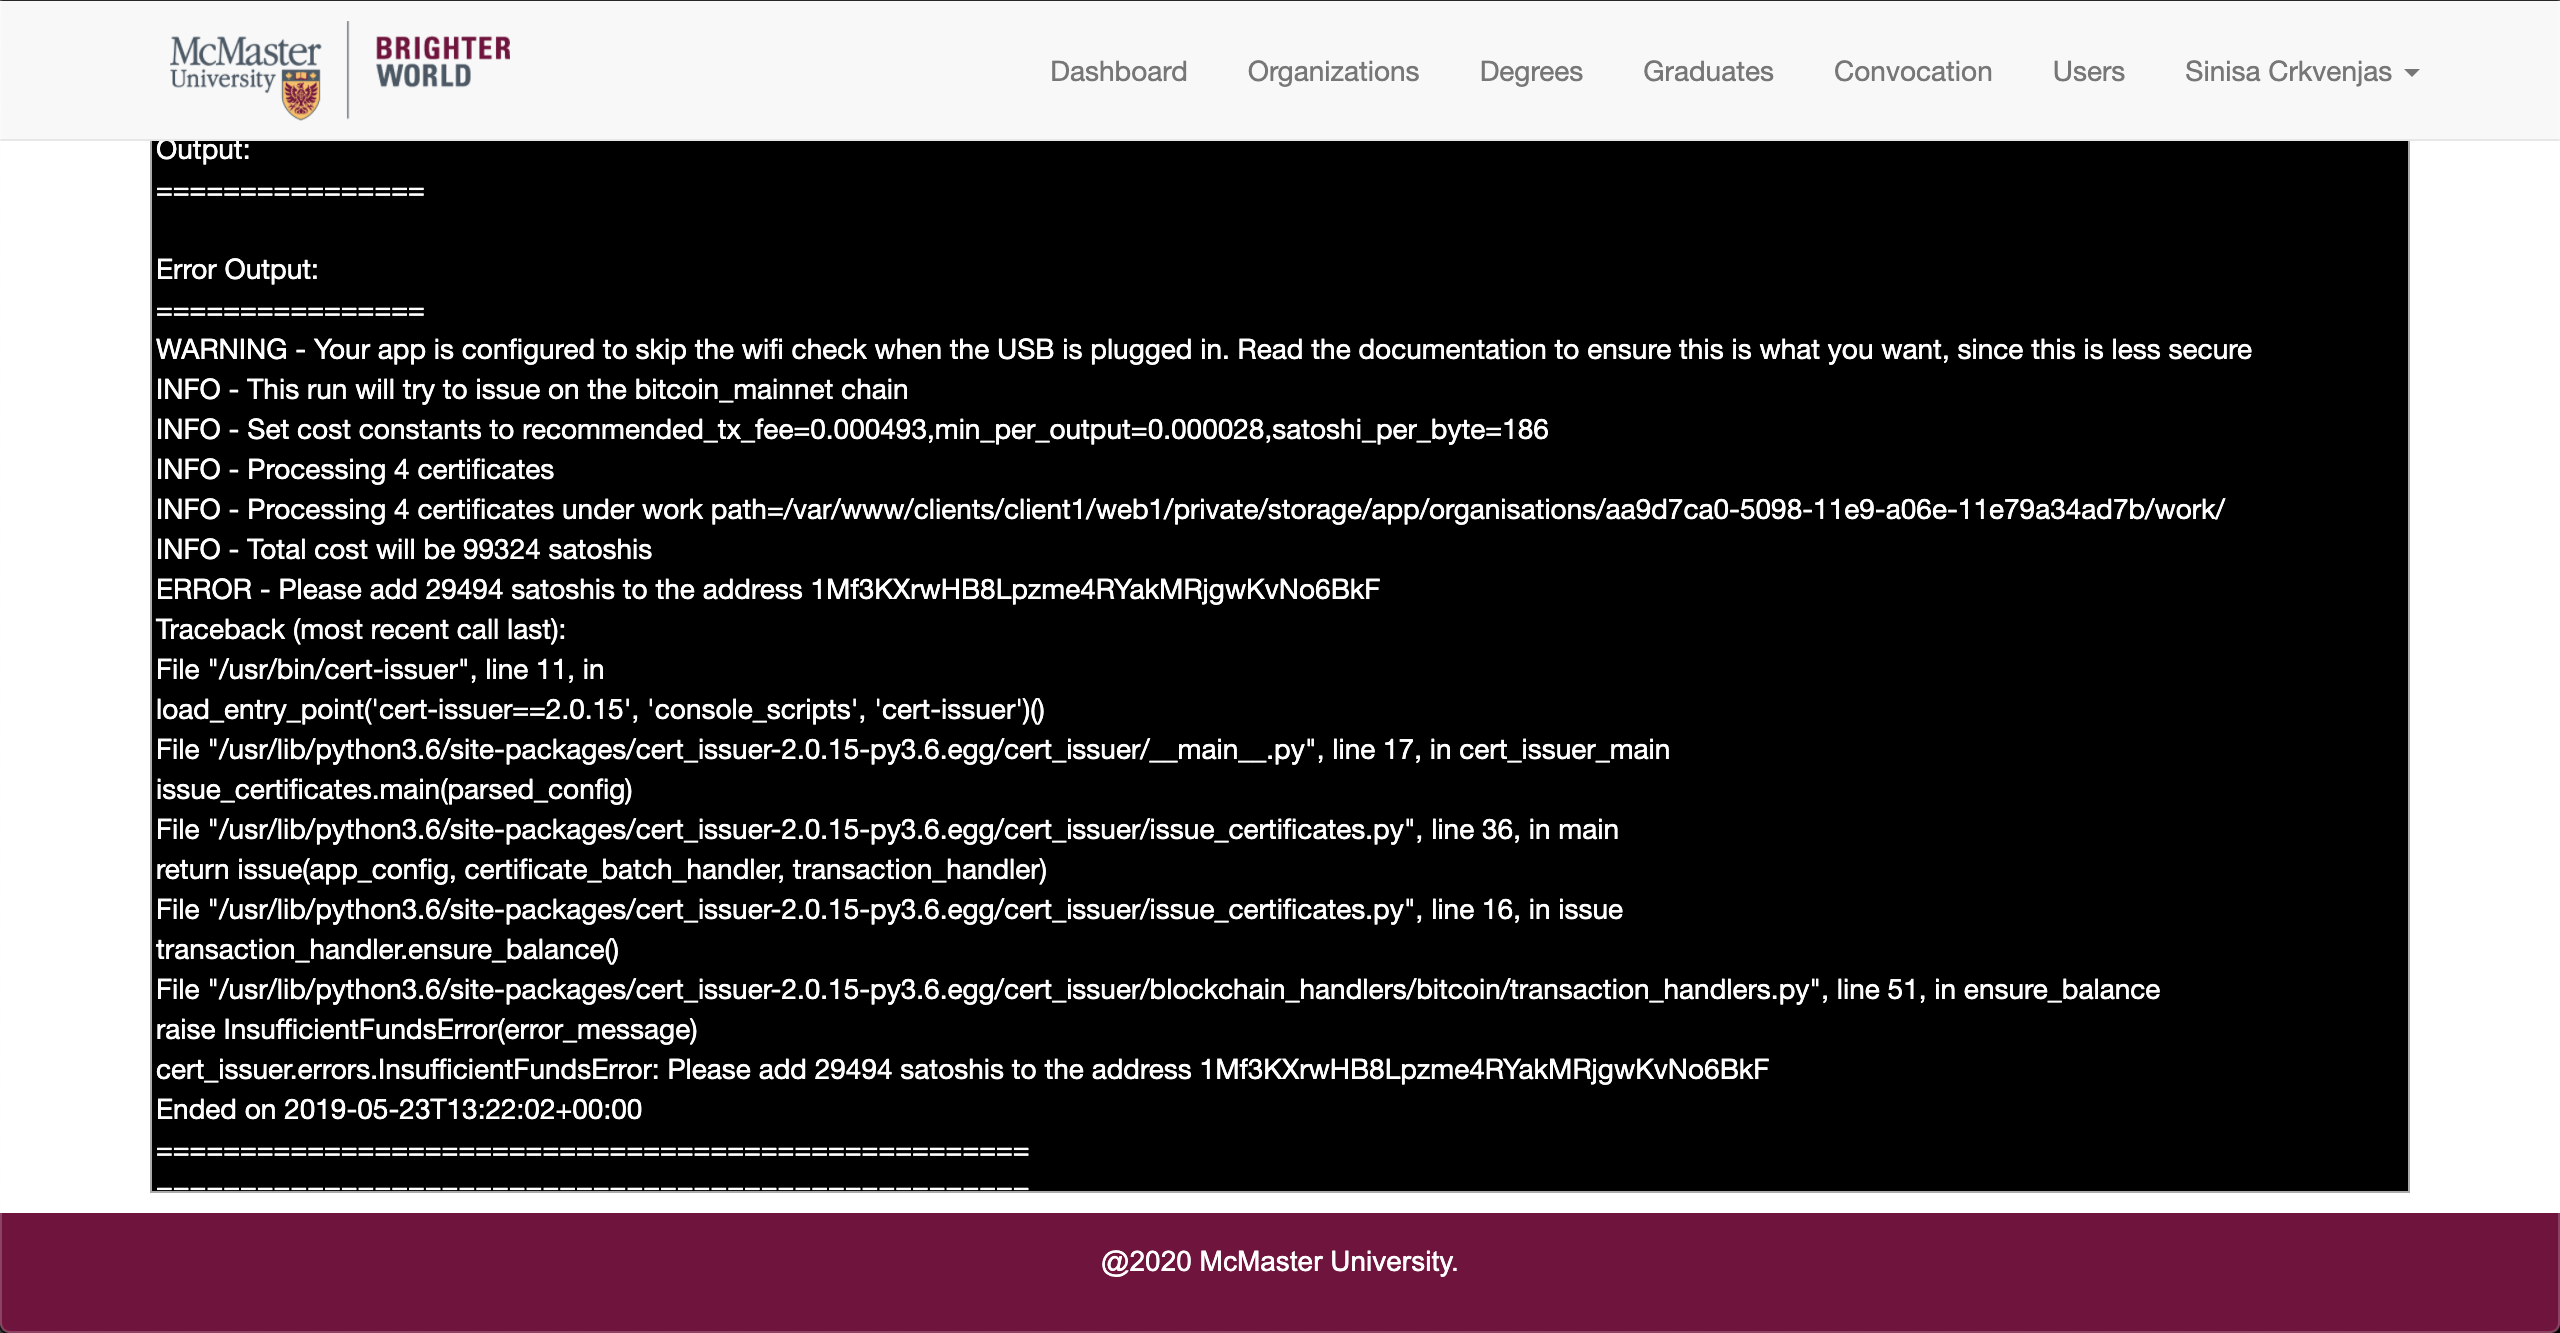 McMaster
University
BRIGHTER
WORLD
Dashboard Organizations Degrees Graduates Convocation Users Sinisa Crkvenjas
Output:
================
Error Output:
================
WARNING - Your app is configured to skip the wifi check when the USB is plugged in. Read the documentation to ensure this is what you want, since this is less secure
INFO - This run will try to issue on the bitcoin_mainnet chain
INFO - Set cost constants to recommended_tx_fee=0.000493,min_per_output=0.000028,satoshi_per_byte=186
INFO - Processing 4 certificates
INFO - Processing 4 certificates under work path=/var/www/clients/client1/web1/private/storage/app/organisations/aa9d7ca0-5098-11e9-a06e-11e79a34ad7b/work/
INFO - Total cost will be 99324 satoshis
ERROR - Please add 29494 satoshis to the address 1Mf3KXrwHB8Lpzme4RYakMRjgwKvNo6BkF
Traceback (most recent call last):
File "/usr/bin/cert-issuer", line 11, in
load_entry_point('cert-issuer==2.0.15', 'console_scripts', 'cert-issuer')()
File "/usr/lib/python3.6/site-packages/cert_issuer-2.0.15-py3.6.egg/cert_issuer/__main__.py", line 17, in cert_issuer_main
issue_certificates.main(parsed_config)
File "/usr/lib/python3.6/site-packages/cert_issuer-2.0.15-py3.6.egg/cert_issuer/issue_certificates.py", line 36, in main
return issue(app_config, certificate_batch_handler, transaction_handler)
File "/usr/lib/python3.6/site-packages/cert_issuer-2.0.15-py3.6.egg/cert_issuer/issue_certificates.py", line 16, in issue
transaction_handler.ensure_balance()
File "/usr/lib/python3.6/site-packages/cert_issuer-2.0.15-py3.6.egg/cert_issuer/blockchain_handlers/bitcoin/transaction_handlers.py", line 51, in ensure_balance
raise InsufficientFundsError(error_message)
cert_issuer.errors.InsufficientFundsError: Please add 29494 satoshis to the address 1Mf3KXrwHB8Lpzme4RYakMRjgwKvNo6BkF
Ended on 2019-05-23T13:22:02+00:00
====================================================
====================================================
@2020 McMaster University.